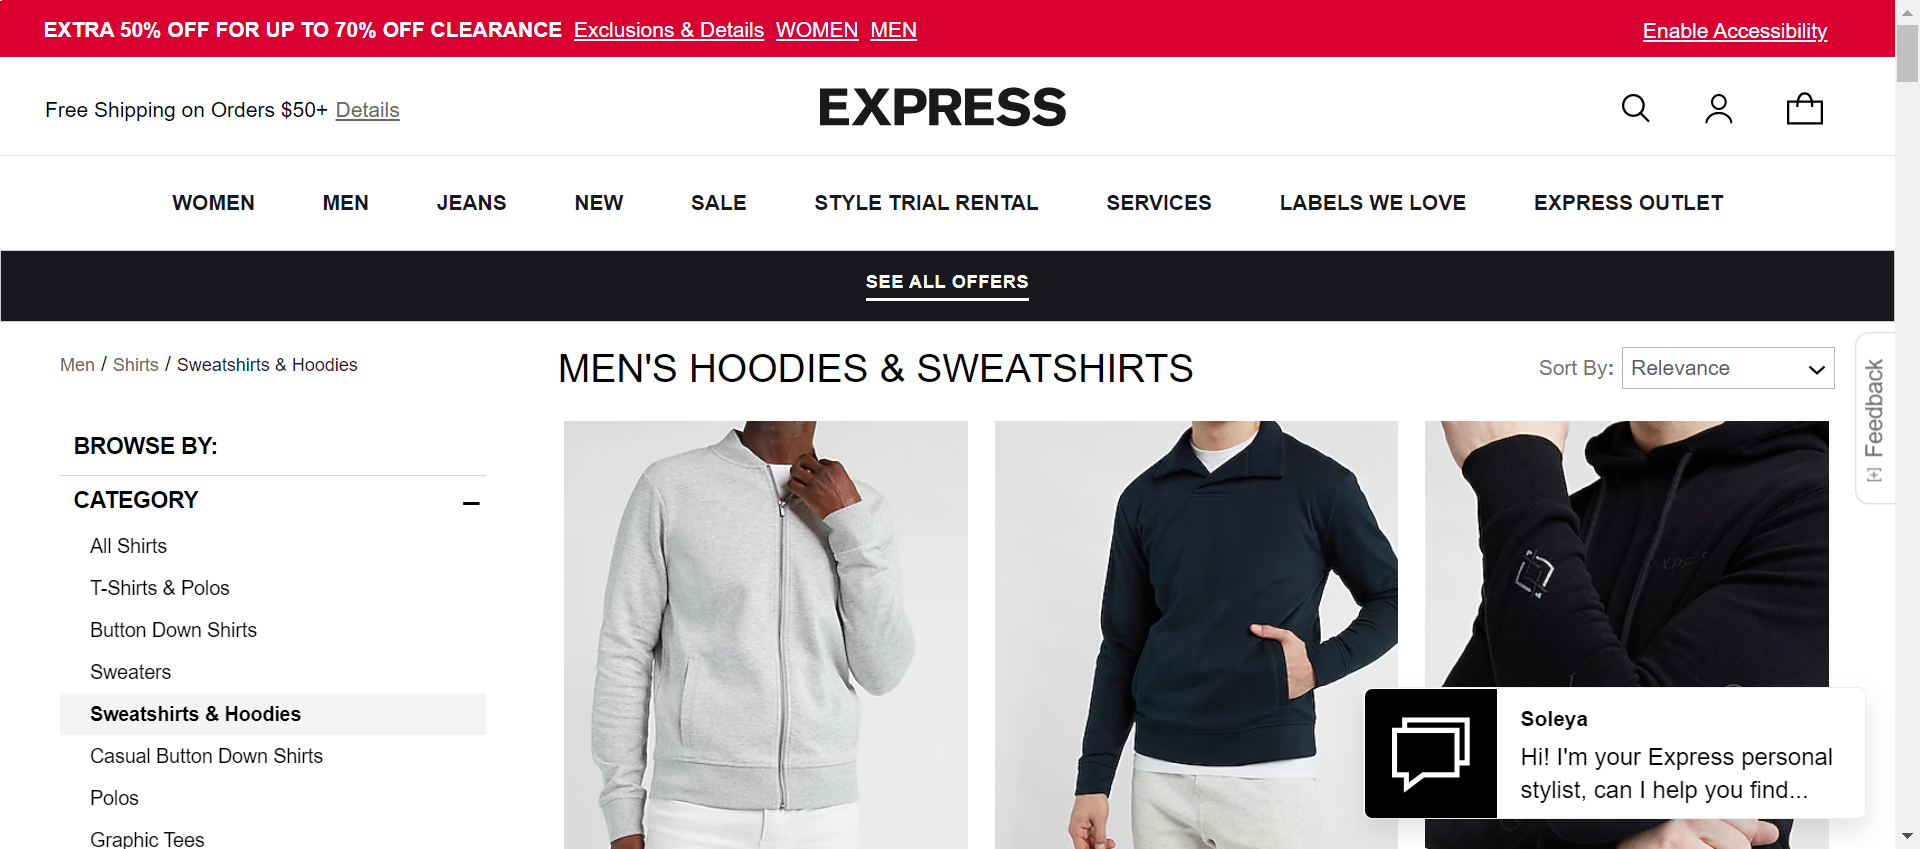 EXTRA 50% OFF FOR UP TO 70% OFF CLEARANCE Exclusions & Details WOMEN MEN Enable Accessibility
Free Shipping on Orders $50+ Details EXPRESS
WOMEN MEN JEANS NEW SALE STYLE TRIAL RENTAL SERVICES LABELS WE LOVE EXPRESS OUTLET
SEE ALL OFFERS
Men / Shirts / Sweatshirts & Hoodies
MEN'S HOODIES & SWEATSHIRTS
Sort By: Relevance
[+] Feedback
BROWSE BY:
CATEGORY
All Shirts
T-Shirts & Polos
Button Down Shirts
Sweaters
Sweatshirts & Hoodies
Casual Button Down Shirts
Polos
Graphic Tees
EXPRESS
Soleya
Hi! I'm your Express personal
stylist, can I help you find...